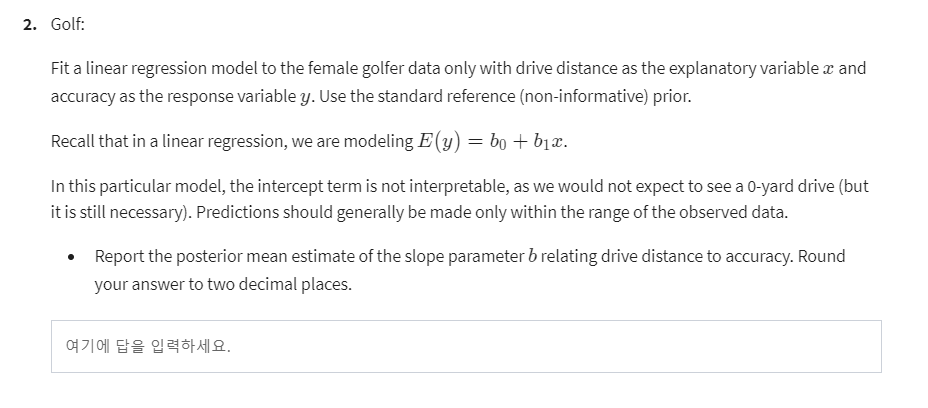 2. Golf:
Fit a linear regression model to the female golfer data only with drive distance as the explanatory variable x and
accuracy as the response variable y. Use the standard reference (non-informative) prior.
Recall that in a linear regression, we are modeling E(y) = b₀ + b₁x.
In this particular model, the intercept term is not interpretable, as we would not expect to see a 0-yard drive (but
it is still necessary). Predictions should generally be made only within the range of the observed data.
• Report the posterior mean estimate of the slope parameter b relating drive distance to accuracy. Round
your answer to two decimal places.
여기에 답을 입력하세요.